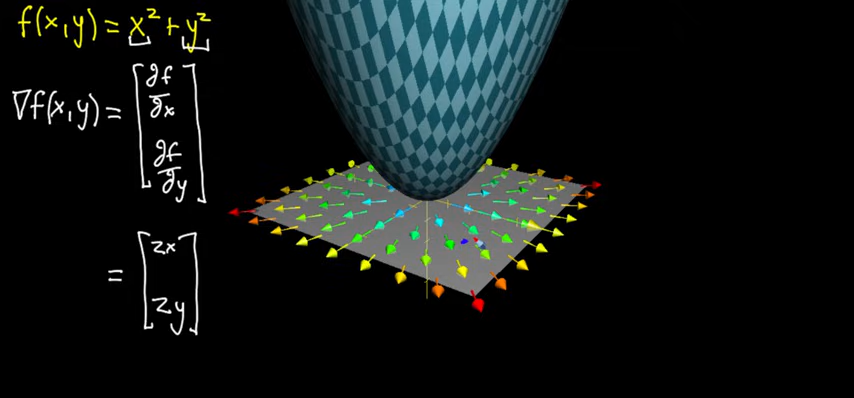 f(x,y) = x² + y²
∇f(x,y) = [∂f/∂x
∂f/∂y]
= [2x
2y]